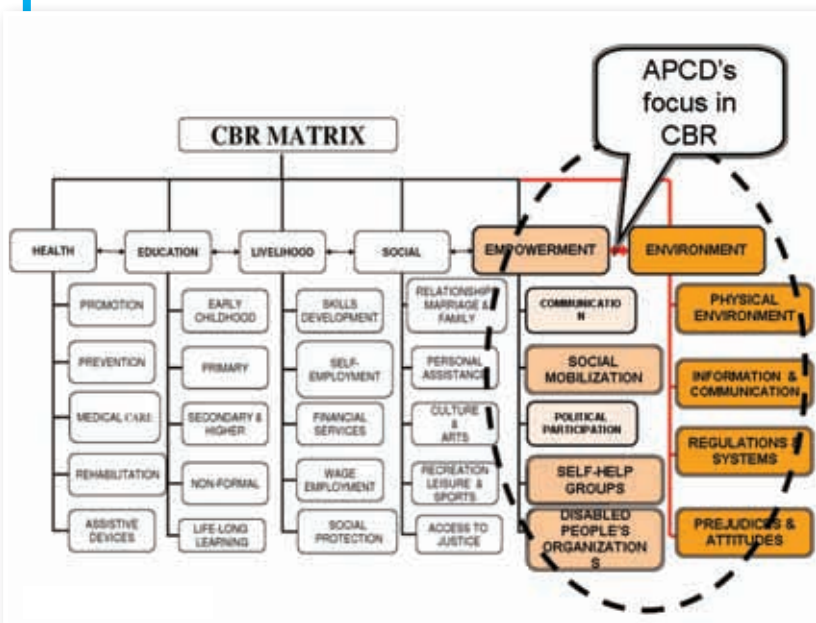 APCD's
focus in
CBR
CBR MATRIX
HEALTH
EDUCATION
LIVELIHOOD
SOCIAL
EMPOWERMENT
ENVIRONMENT
PROMOTION
PREVENTION
MEDICAL CARE
REHABILITATION
ASSISTIVE
DEVICES
EARLY
CHILDHOOD
PRIMARY
SECONDARY &
HIGHER
NON-FORMAL
LIFE-LONG
LEARNING
SKILLS
DEVELOPMENT
SELF-
EMPLOYMENT
FINANCIAL
SERVICES
WAGE
EMPLOYMENT
SOCIAL
PROTECTION
RELATIONSHIP
MARRIAGE &
FAMILY
PERSONAL
ASSISTANCE
CULTURE
&
ARTS
RECREATION
LEISURE &
SPORTS
ACCESS TO
JUSTICE
COMMUNICATIO
N
SOCIAL
MOBILIZATION
POLITICAL
PARTICIPATION
SELF-HELP
GROUPS
DISABLED
PEOPLE'S
ORGANIZATION
S
PHYSICAL
ENVIRONMENT
INFORMATION &
COMMUNICATION
REGULATIONS &
SYSTEMS
PREJUDICES &
ATTITUDES